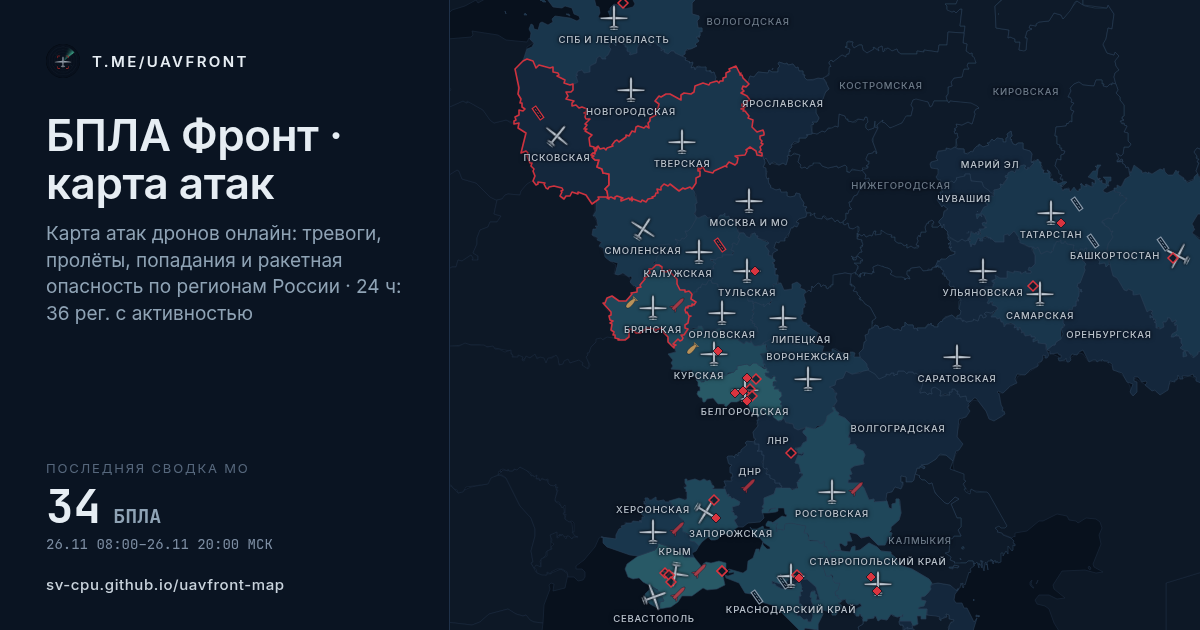 T.ME/UAVFRONT
БПЛА Фронт ·
карта атак
Карта атак дронов онлайн: тревоги,
пролёты, попадания и ракетная
опасность по регионам России · 24 ч:
36 рег. с активностью
ПОСЛЕДНЯЯ СВОДКА МО
34 БПЛА
26.11 08:00–26.11 20:00 МСК
sv-cpu.github.io/uavfront-map
ВОЛОГОДСКАЯ
СПБ И ЛЕНОБЛАСТЬ
КОСТРОМСКАЯ
КИРОВСКАЯ
ЯРОСЛАВСКАЯ
НОВГОРОДСКАЯ
ПСКОВСКАЯ
ТВЕРСКАЯ
МАРИЙ ЭЛ
НИЖЕГОРОДСКАЯ
ЧУВАШИЯ
МОСКВА И МО
ТАТАРСТАН
СМОЛЕНСКАЯ
БАШКОРТОСТАН
КАЛУЖСКАЯ
ТУЛЬСКАЯ
УЛЬЯНОВСКАЯ
САМАРСКАЯ
БРЯНСКАЯ
ОРЛОВСКАЯ
ЛИПЕЦКАЯ
ОРЕНБУРГСКАЯ
ВОРОНЕЖСКАЯ
КУРСКАЯ
САРАТОВСКАЯ
БЕЛГОРОДСКАЯ
ВОЛГОГРАДСКАЯ
ЛНР
ДНР
ХЕРСОНСКАЯ
РОСТОВСКАЯ
ЗАПОРОЖСКАЯ
КАЛМЫКИЯ
КРЫМ
СТАВРОПОЛЬСКИЙ КРАЙ
КРАСНОДАРСКИЙ КРАЙ
СЕВАСТОПОЛЬ